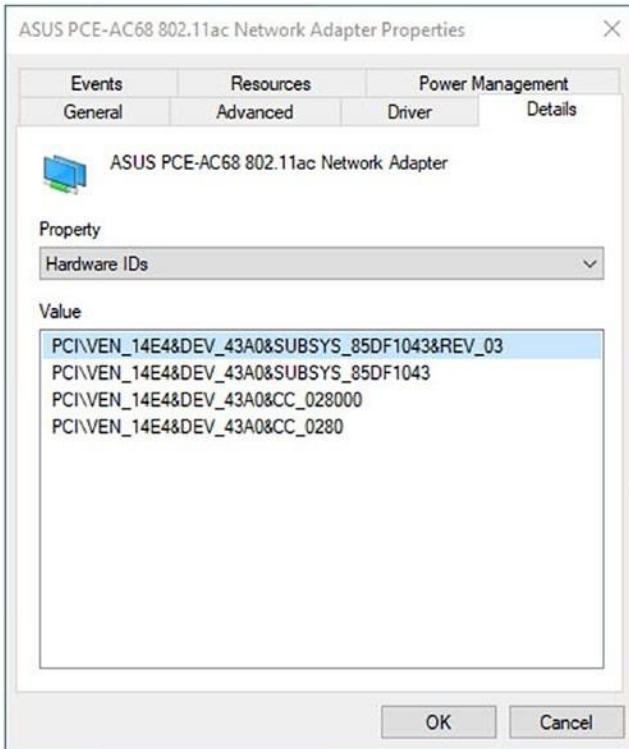 ASUS PCE-AC68 802.11ac Network Adapter Properties
Events Resources Power Management
General Advanced Driver Details
ASUS PCE-AC68 802.11ac Network Adapter
Property
Hardware IDs
Value
PCI\VEN_14E4&DEV_43A0&SUBSYS_85DF1043&REV_03
PCI\VEN_14E4&DEV_43A0&SUBSYS_85DF1043
PCI\VEN_14E4&DEV_43A0&CC_028000
PCI\VEN_14E4&DEV_43A0&CC_0280
OK Cancel